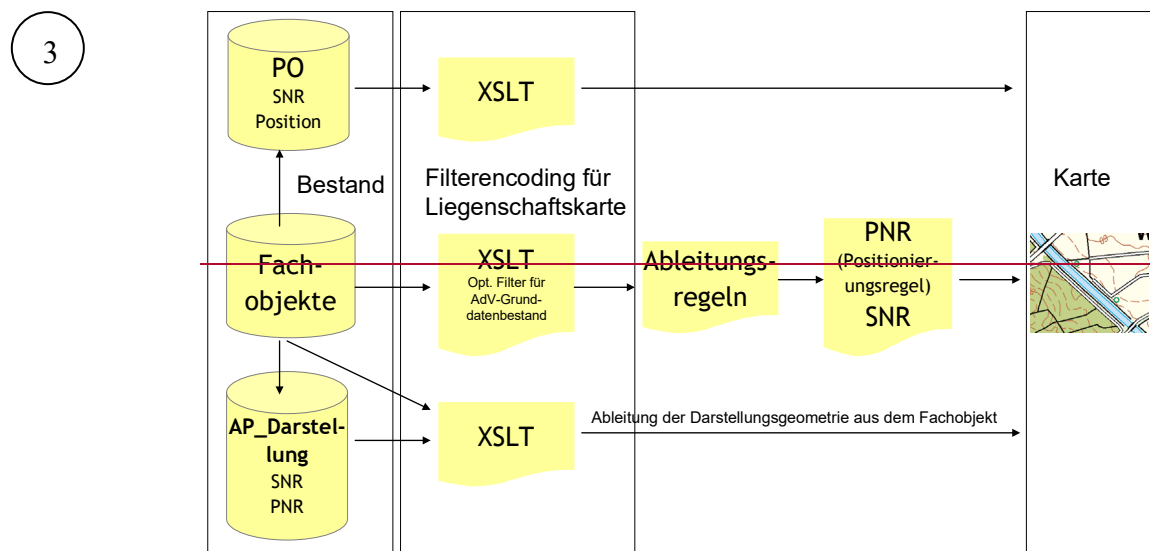 3
PO
SNR
Position
XSLT
Bestand
Filterencoding für
Liegenschaftskarte
Karte
Fach-
objekte
XSLT
Opt. Filter für
AdV-Grund-
datenbestand
Ableitungs-
regeln
PNR
(Positionier-
ungsregel)
SNR
AP_Darstel-
lung
SNR
PNR
XSLT
Ableitung der Darstellungsgeometrie aus dem Fachobjekt